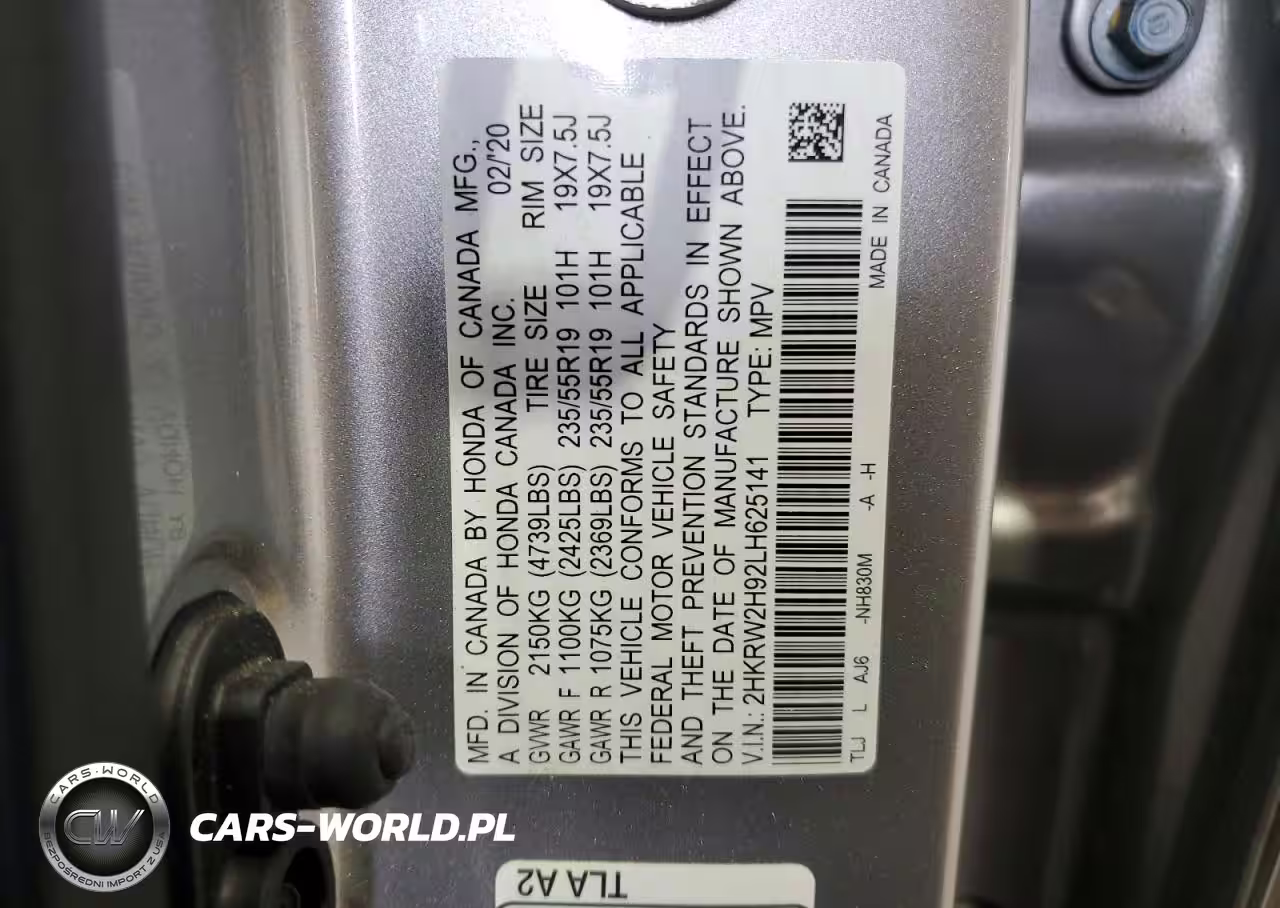 MFD. IN CANADA BY HONDA OF CANADA MFG.,
A DIVISION OF HONDA CANADA INC. 02/'20
GVWR 2150KG (4739LBS) TIRE SIZE RIM SIZE
GAWR F 1100KG (2425LBS) 235/55R19 101H 19X7.5J
GAWR R 1075KG (2369LBS) 235/55R19 101H 19X7.5J
THIS VEHICLE CONFORMS TO ALL APPLICABLE
FEDERAL MOTOR VEHICLE SAFETY
AND THEFT PREVENTION STANDARDS IN EFFECT
ON THE DATE OF MANUFACTURE SHOWN ABOVE.
V.I.N.: 2HKRW2H92LH625141 TYPE: MPV
TLJ L AJ6 -NH830M -A -H MADE IN CANADA
TLA A2
CARS-WORLD
CW
BEZPOŚREDNI IMPORT Z USA
CARS-WORLD.PL